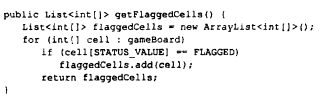 public List<int[]> getFlaggedCells() {
List<int[]> flaggedCells = new ArrayList<int[]>();
for (int[] cell : gameBoard)
if (cell[STATUS_VALUE] == FLAGGED)
flaggedCells.add(cell);
return flaggedCells;
}